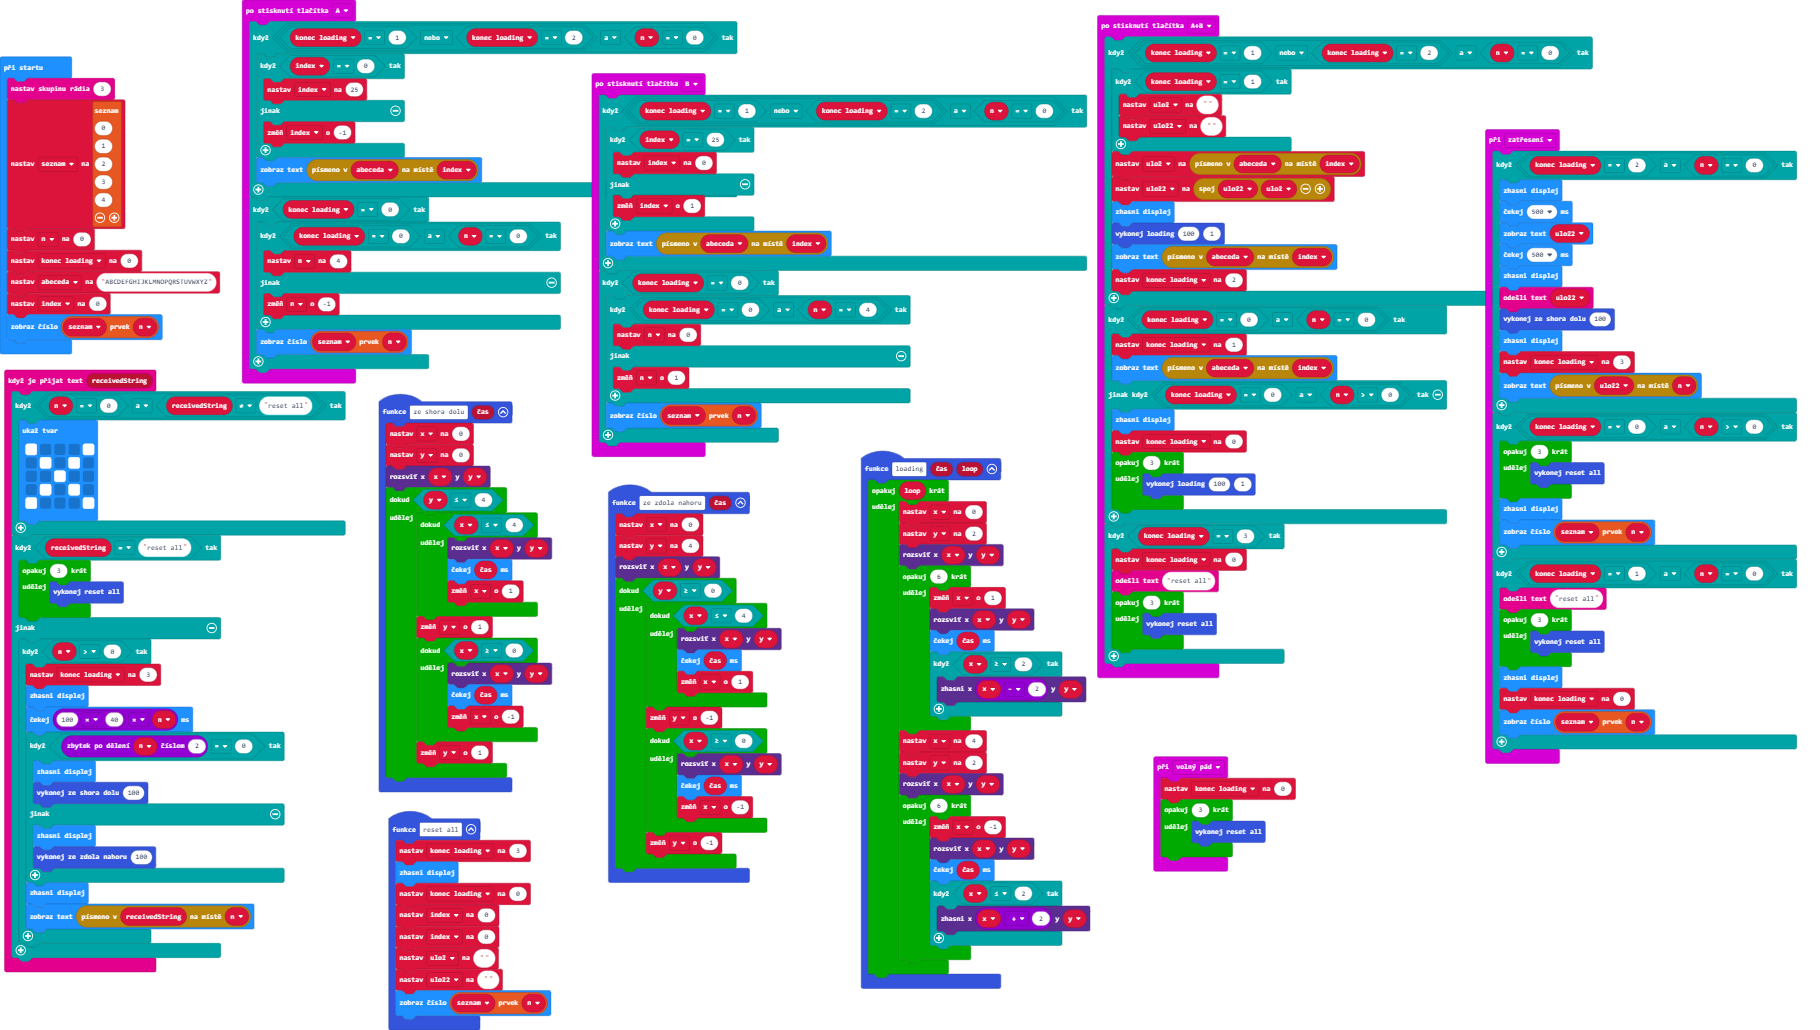 při startu
nastav skupinu rádia 3
nastav seznam na seznam
0
1
2
3
4
nastav n na 0
nastav konec loading na 0
nastav abeceda na "ABCDEFGHIJKLMNOPQRSTUVWXYZ"
nastav index na 0
zobraz číslo seznam prvek n
když je přijat text receivedString
když n = 0 a receivedString ≠ "reset all" tak
ukaž tvar
když receivedString = "reset all" tak
opakuj 3 krát
udělej vykonej reset all
jinak
když n > 0 tak
nastav konec loading na 3
zhasni displej
čekej 100 × 40 × n ms
když zbytek po dělení n číslom 2 = 0 tak
zhasni displej
vykonej ze shora dolu 100
jinak
zhasni displej
vykonej ze zdola nahoru 100
zhasni displej
zobraz text písmeno v receivedString na místě n
po stisknutí tlačítka A
když konec loading = 1 nebo konec loading = 2 a n = 0 tak
když index = 0 tak
nastav index na 25
jinak
změň index o -1
zobraz text písmeno v abeceda na místě index
když konec loading = 0 tak
když konec loading = 0 a n = 0 tak
nastav n na 4
jinak
změň n o -1
zobraz číslo seznam prvek n
funkce ze shora dolu čas
nastav x na 0
nastav y na 0
rozsviť x x y y
dokud y ≤ 4
udělej dokud x ≤ 4
udělej rozsviť x x y y
čekej čas ms
změň x o 1
změň y o 1
dokud x ≥ 0
udělej rozsviť x x y y
čekej čas ms
změň x o -1
změň y o 1
funkce reset all
nastav konec loading na 3
zhasni displej
nastav konec loading na 0
nastav index na 0
nastav index na 0
nastav ulož na ""
nastav ulož2 na ""
zobraz číslo seznam prvek n
po stisknutí tlačítka B
když konec loading = 1 nebo konec loading = 2 a n = 0 tak
když index = 25 tak
nastav index na 0
jinak
změň index o 1
zobraz text písmeno v abeceda na místě index
když konec loading = 0 tak
když konec loading = 0 a n = 4 tak
nastav n na 0
jinak
změň n o 1
zobraz číslo seznam prvek n
funkce ze zdola nahoru čas
nastav x na 0
nastav y na 4
rozsviť x x y y
dokud y ≥ 0
udělej dokud x ≤ 4
udělej rozsviť x x y y
čekej čas ms
změň x o 1
změň y o -1
dokud x ≥ 0
udělej rozsviť x x y y
čekej čas ms
změň x o -1
změň y o -1
funkce loading čas loop
opakuj loop krát
udělej nastav x na 0
nastav y na 2
rozsviť x x y y
opakuj 6 krát
udělej změň x o 1
rozsviť x x y y
čekej čas ms
když x ≥ 2 tak
zhasni x x - 2 y y
nastav x na 4
nastav y na 2
rozsviť x x y y
opakuj 6 krát
udělej změň x o -1
rozsviť x x y y
čekej čas ms
když x ≤ 2 tak
zhasni x x + 2 y y
po stisknutí tlačítka A+B
když konec loading = 1 nebo konec loading = 2 a n = 0 tak
když konec loading = 1 tak
nastav ulož na ""
nastav ulož2 na ""
nastav ulož na písmeno v abeceda na místě index
nastav ulož2 na spoj ulož2 ulož
zhasni displej
vykonej loading 100 1
zobraz text písmeno v abeceda na místě index
nastav konec loading na 2
když konec loading = 0 a n = 0 tak
nastav konec loading na 1
zobraz text písmeno v abeceda na místě index
jinak když konec loading = 0 a n > 0 tak
zhasni displej
nastav konec loading na 0
opakuj 3 krát
udělej vykonej loading 100 1
když konec loading = 3 tak
nastav konec loading na 0
odešli text "reset all"
opakuj 3 krát
udělej vykonej reset all
při volný pád
nastav konec loading na 0
opakuj 3 krát
udělej vykonej reset all
při zatřesení
když konec loading = 2 a n = 0 tak
zhasni displej
čekej 500 ms
zobraz text ulož2
čekej 500 ms
zhasni displej
odešli text ulož2
vykonej ze shora dolu 100
zhasni displej
nastav konec loading na 3
zobraz text písmeno v ulož2 na místě n
když konec loading = 0 a n > 0 tak
opakuj 3 krát
udělej vykonej reset all
zhasni displej
zobraz číslo seznam prvek n
když konec loading = 1 a n = 0 tak
odešli text "reset all"
opakuj 3 krát
udělej vykonej reset all
zhasni displej
nastav konec loading na 0
zobraz číslo seznam prvek n